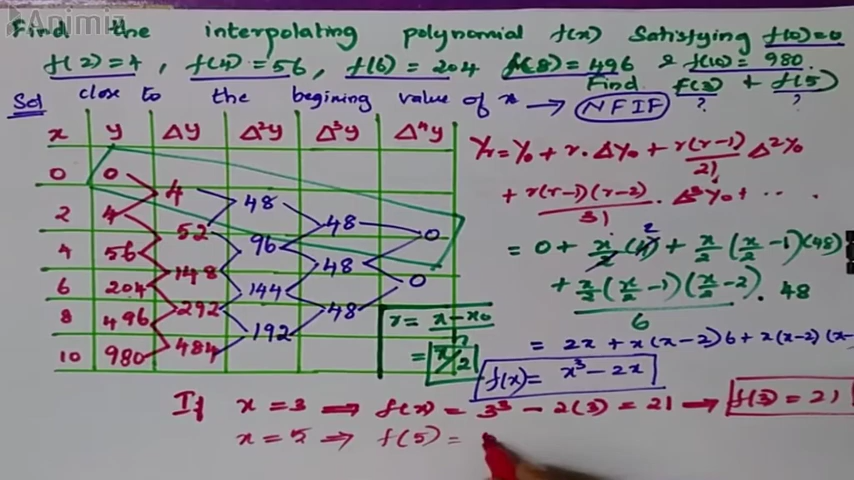 Animix
Find the interpolating polynomial f(x) Satisfying f(0)=0
f(2)=4, f(4)=56, f(6)=204 f(8)=496 & f(10)=980.
Find f(3) + f(5)
? ?
Sol close to the begining value of x → NFIF
x y Δy Δ²y Δ³y Δ⁴y
0 0
4
2 4 48
52 48
4 56 96 0
148 48
6 204 144 0
292 48
8 496 192
484
10 980
r = x-x₀/h
= x/2
Yr = y₀ + r.Δy₀ + r(r-1)/2! Δ²y₀
+ r(r-1)(r-2)/3! . Δ³y₀+ ... .
= 0 + x/2 (4) 2 + x/2 (x/2 -1)(48)
+ x/2 (x/2 -1)(x/2 -2)/6 . 48
= 2x + x(x-2)6 + x(x-2)(x-
f(x)= x³-2x
If x=3 ⟹ f(x) = 3³ - 2(3) = 21 → f(3) = 21
x=5 ⟹ f(5) =